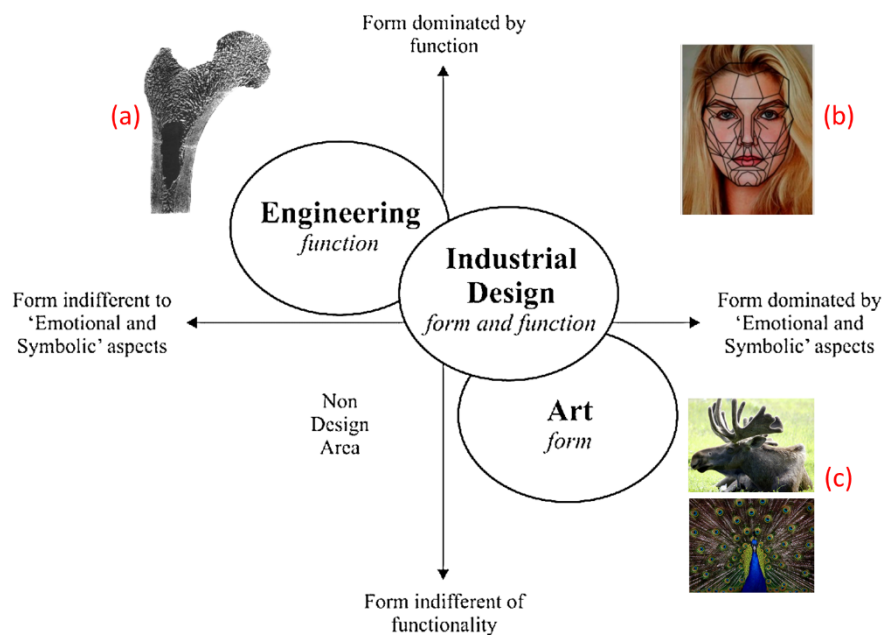 Form dominated by
function
(a)
(b)
Engineering
function
Industrial
Design
form and function
Form indifferent to
‘Emotional and
Symbolic’ aspects
Form dominated by
‘Emotional and
Symbolic’ aspects
Non
Design
Area
Art
form
(c)
Form indifferent of
functionality